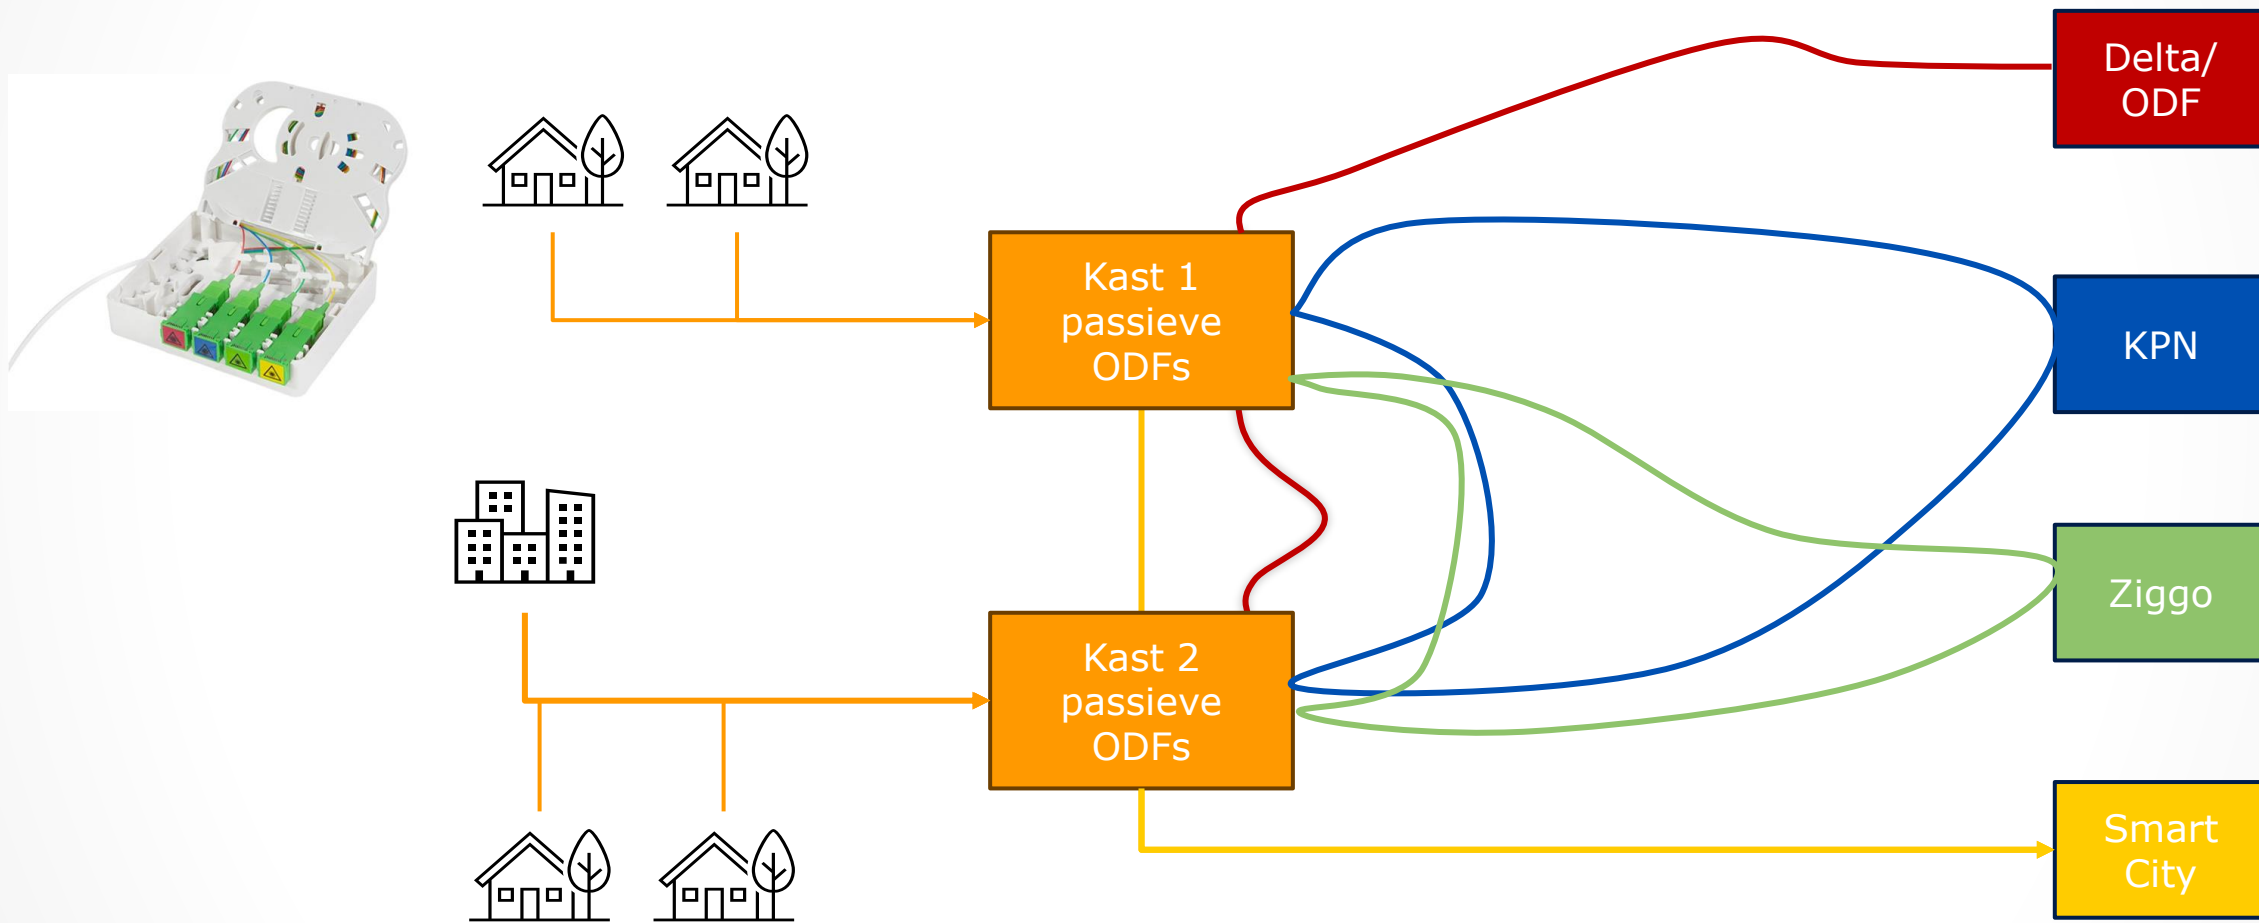 Delta/
ODF
Kast 1
passieve
ODFs
KPN
Ziggo
Kast 2
passieve
ODFs
Smart
City